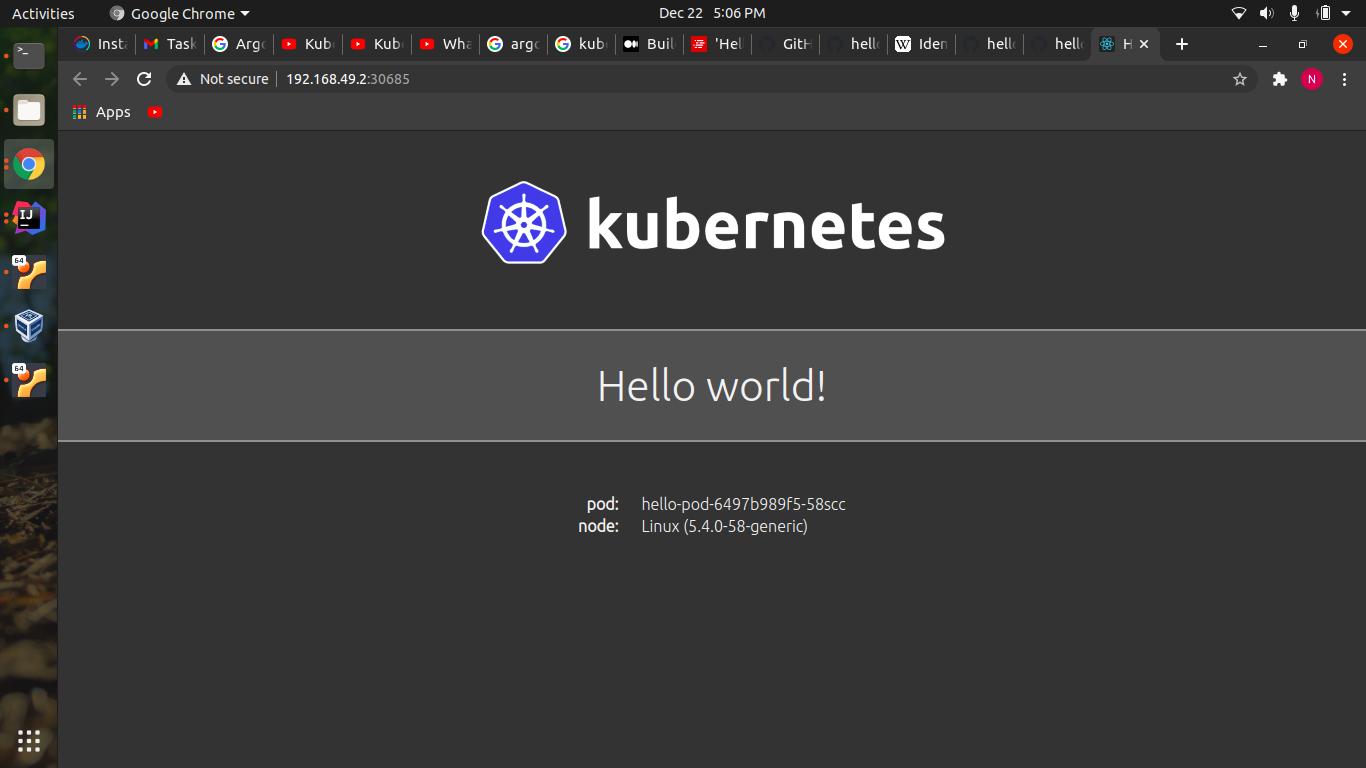 Activities
Google Chrome
Dec 22 5:06 PM
Insta
Task
Argo
Kube
Kube
Wha
argo
kube
Buil
'Hel
GitH
hello
Iden
hello
hello
H
Not secure
192.168.49.2:30685
N
Apps
kubernetes
Hello world!
pod: hello-pod-6497b989f5-58scc
node: Linux (5.4.0-58-generic)
>_
IJ
64
64